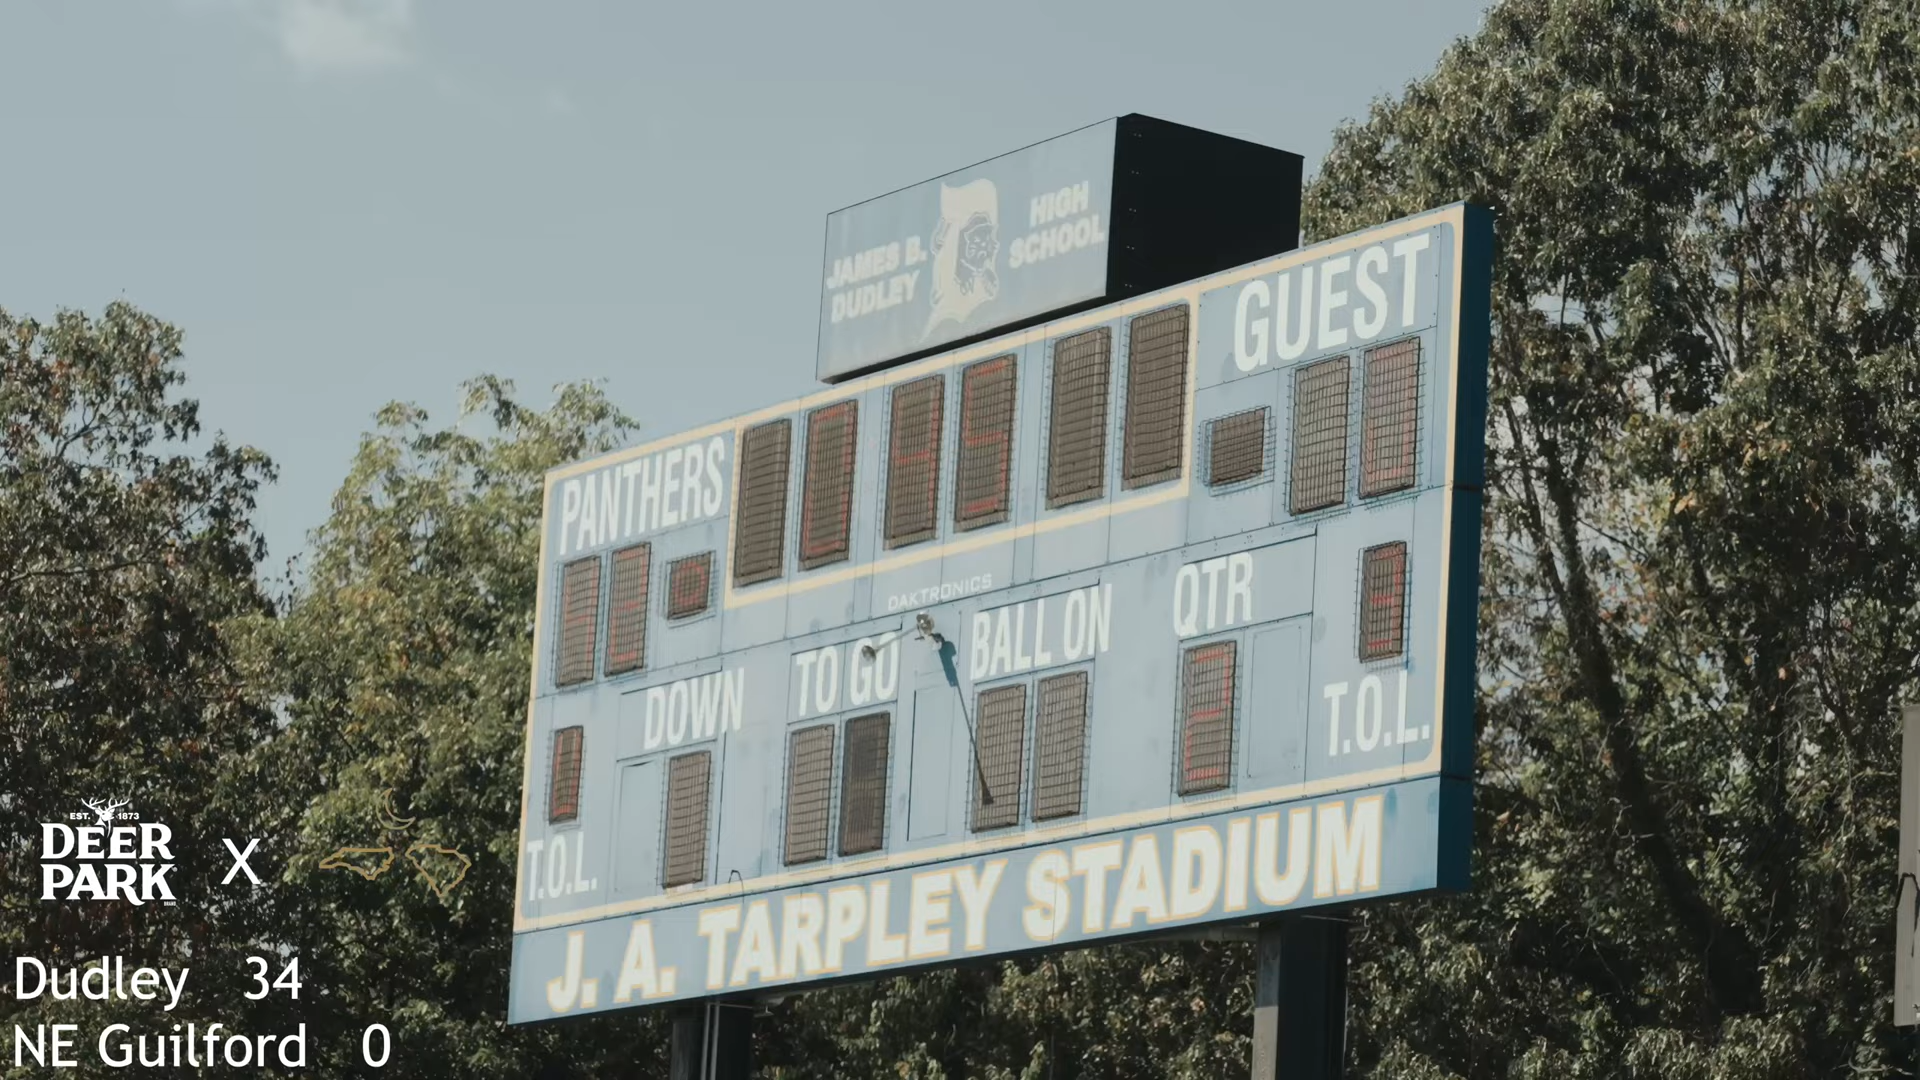 JAMES B.
DUDLEY
HIGH
SCHOOL
GUEST
PANTHERS
DAKTRONICS
DOWN
TO GO
BALL ON
QTR
T.O.L.
T.O.L.
J. A. TARPLEY STADIUM
EST. 1873
DEER
PARK
X
Dudley 34
NE Guilford 0